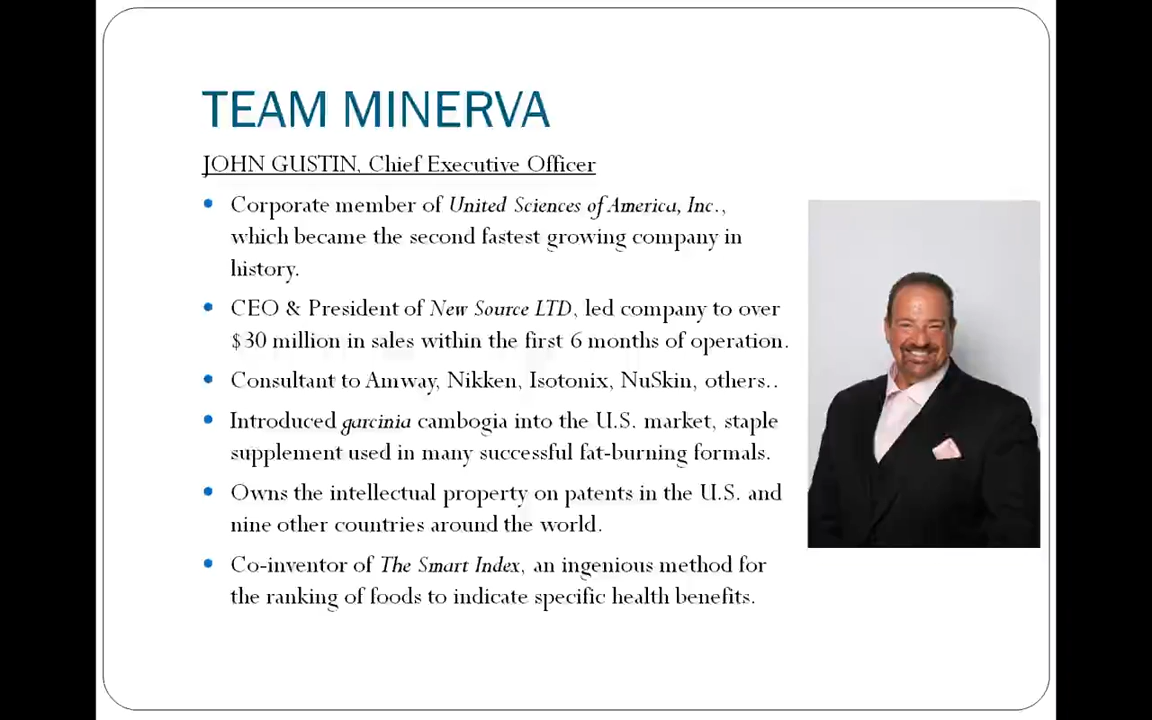 TEAM MINERVA
JOHN GUSTIN, Chief Executive Officer
• Corporate member of United Sciences of America, Inc.,
which became the second fastest growing company in
history.
• CEO & President of New Source LTD, led company to over
$30 million in sales within the first 6 months of operation.
• Consultant to Amway, Nikken, Isotonix, NuSkin, others..
• Introduced garcinia cambogia into the U.S. market, staple
supplement used in many successful fat-burning formals.
• Owns the intellectual property on patents in the U.S. and
nine other countries around the world.
• Co-inventor of The Smart Index, an ingenious method for
the ranking of foods to indicate specific health benefits.